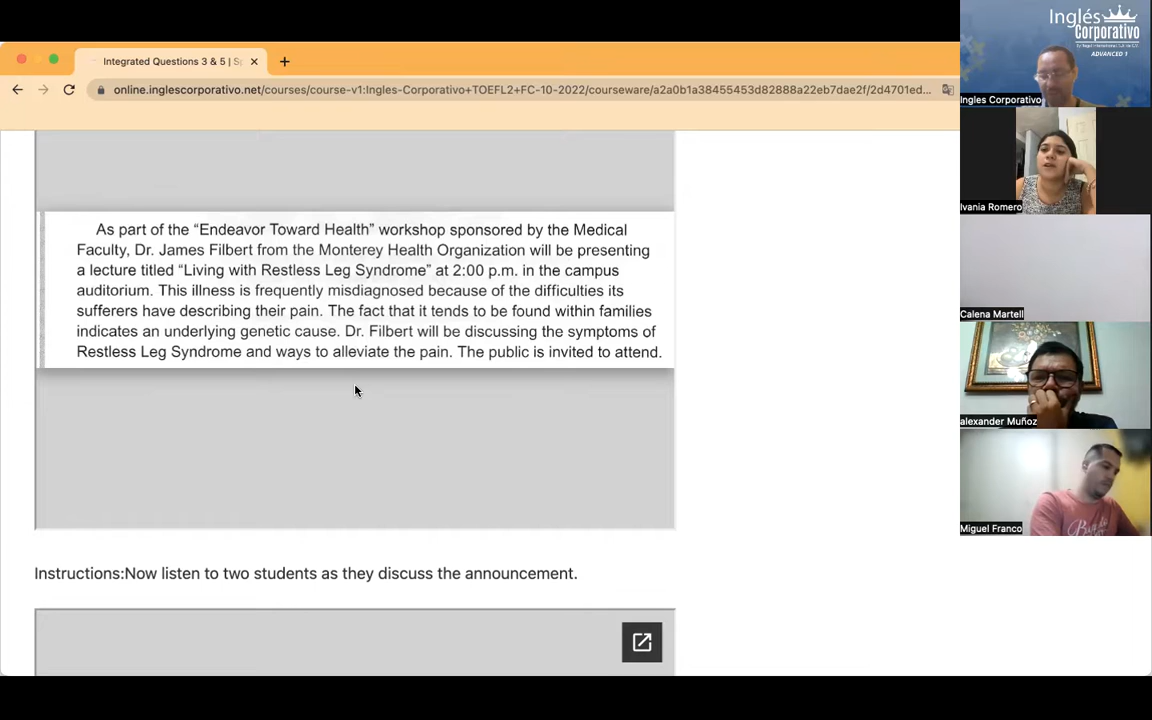 Integrated Questions 3 & 5 | S
online.inglescorporativo.net/courses/course-v1:Ingles-Corporativo+TOEFL2+FC-10-2022/courseware/a2a0b1a38455453d82888a22eb7dae2f/2d4701ed...
As part of the “Endeavor Toward Health” workshop sponsored by the Medical
Faculty, Dr. James Filbert from the Monterey Health Organization will be presenting
a lecture titled “Living with Restless Leg Syndrome” at 2:00 p.m. in the campus
auditorium. This illness is frequently misdiagnosed because of the difficulties its
sufferers have describing their pain. The fact that it tends to be found within families
indicates an underlying genetic cause. Dr. Filbert will be discussing the symptoms of
Restless Leg Syndrome and ways to alleviate the pain. The public is invited to attend.
Instructions:Now listen to two students as they discuss the announcement.
Inglés
Corporativo
ADVANCED 1
Ingles Corporativo
Ivania Romero
Calena Martell
alexander Muñoz
Miguel Franco